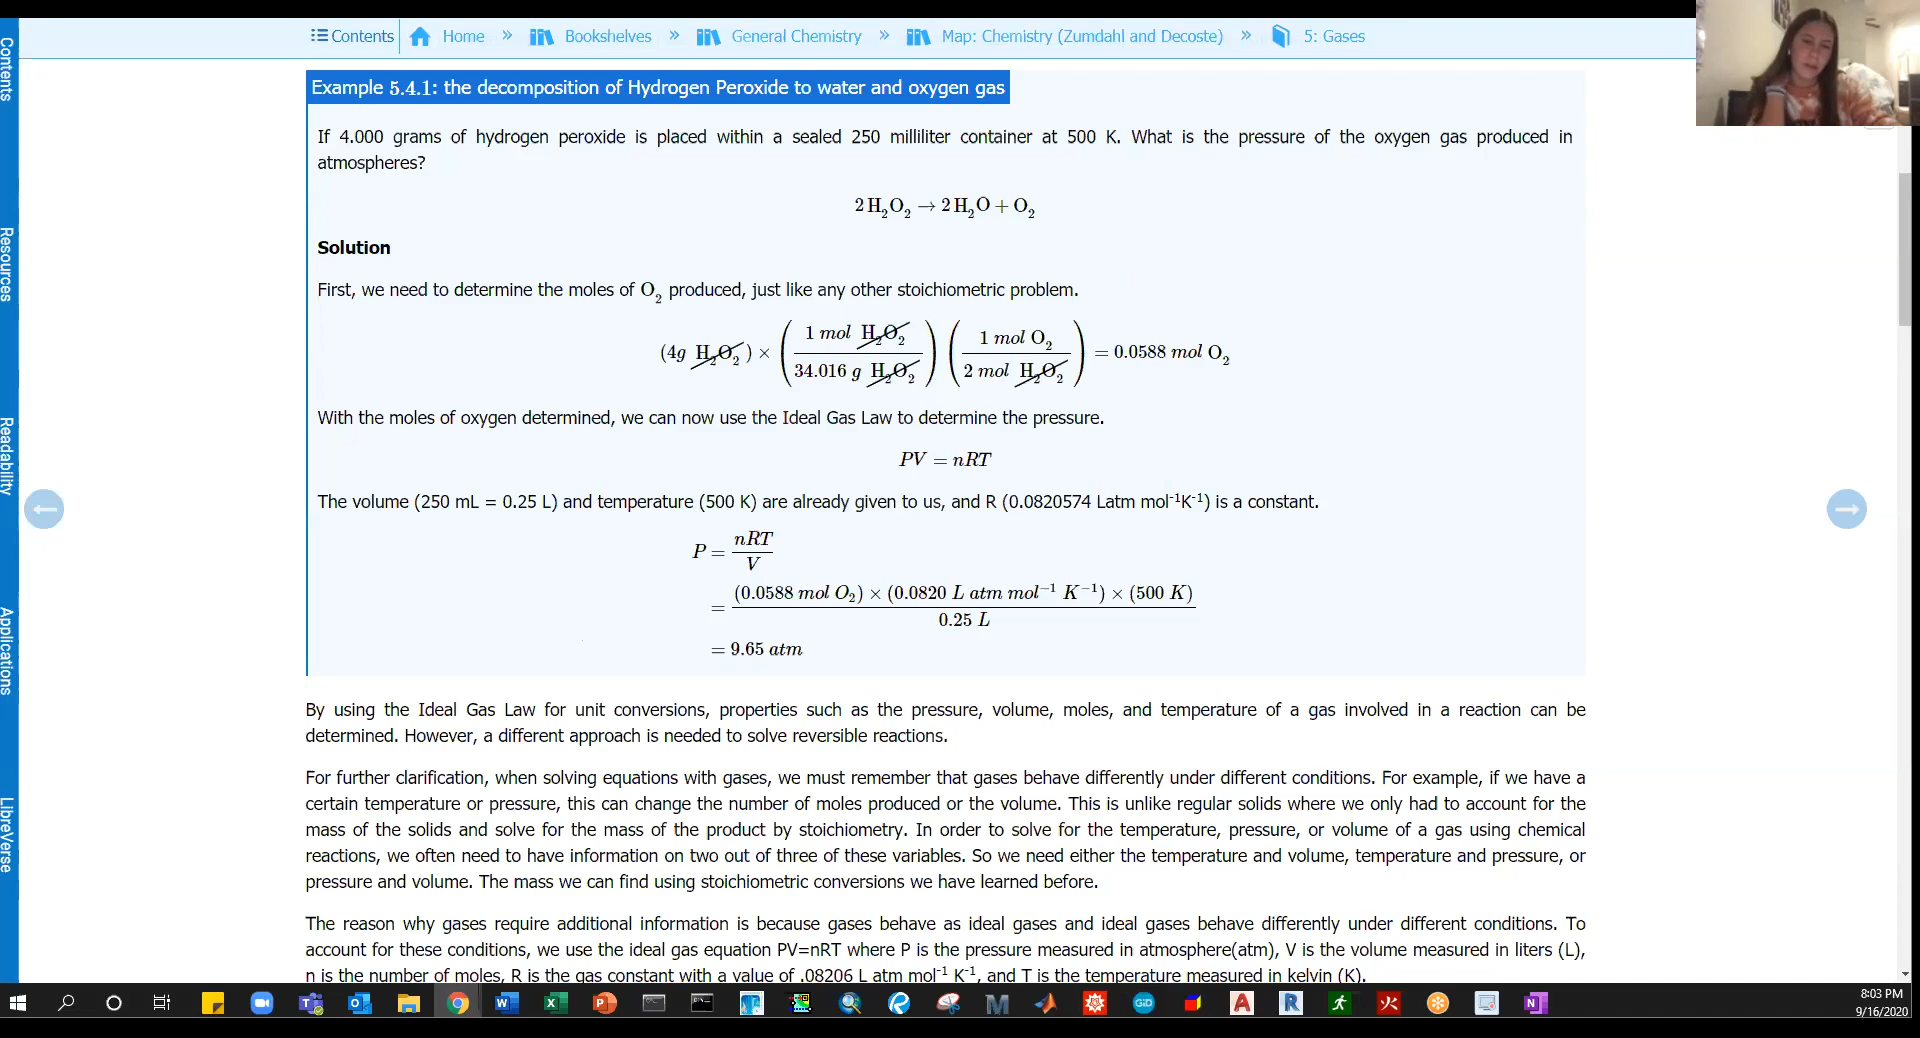 Contents Home » Bookshelves » General Chemistry » Map: Chemistry (Zumdahl and Decoste) » 5: Gases
Contents
Resources
Readability
Applications
LibreVerse
Example 5.4.1: the decomposition of Hydrogen Peroxide to water and oxygen gas
If 4.000 grams of hydrogen peroxide is placed within a sealed 250 milliliter container at 500 K. What is the pressure of the oxygen gas produced in
atmospheres?
2 H₂O₂ → 2 H₂O + O₂
Solution
First, we need to determine the moles of O₂ produced, just like any other stoichiometric problem.
(4g H₂O₂) × (1 mol H₂O₂ / 34.016 g H₂O₂) (1 mol O₂ / 2 mol H₂O₂) = 0.0588 mol O₂
With the moles of oxygen determined, we can now use the Ideal Gas Law to determine the pressure.
PV = nRT
The volume (250 mL = 0.25 L) and temperature (500 K) are already given to us, and R (0.0820574 Latm mol⁻¹K⁻¹) is a constant.
P = nRT / V
= (0.0588 mol O₂) × (0.0820 L atm mol⁻¹ K⁻¹) × (500 K) / 0.25 L
= 9.65 atm
By using the Ideal Gas Law for unit conversions, properties such as the pressure, volume, moles, and temperature of a gas involved in a reaction can be
determined. However, a different approach is needed to solve reversible reactions.
For further clarification, when solving equations with gases, we must remember that gases behave differently under different conditions. For example, if we have a
certain temperature or pressure, this can change the number of moles produced or the volume. This is unlike regular solids where we only had to account for the
mass of the solids and solve for the mass of the product by stoichiometry. In order to solve for the temperature, pressure, or volume of a gas using chemical
reactions, we often need to have information on two out of three of these variables. So we need either the temperature and volume, temperature and pressure, or
pressure and volume. The mass we can find using stoichiometric conversions we have learned before.
The reason why gases require additional information is because gases behave as ideal gases and ideal gases behave differently under different conditions. To
account for these conditions, we use the ideal gas equation PV=nRT where P is the pressure measured in atmosphere(atm), V is the volume measured in liters (L),
n is the number of moles, R is the gas constant with a value of .08206 L atm mol⁻¹ K⁻¹, and T is the temperature measured in kelvin (K).
8:03 PM
9/16/2020